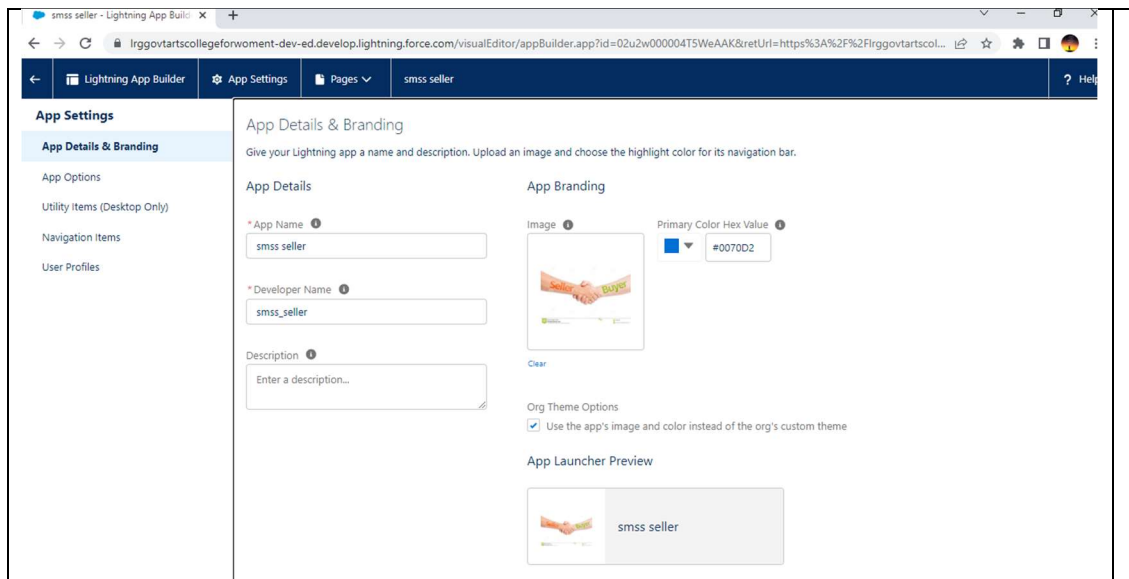 smss seller - Lightning App Build
lrggovtartscollegeforwoment-dev-ed.develop.lightning.force.com/visualEditor/appBuilder.app?id=02u2w000004T5WeAAK&retUrl=https%3A%2F%2Flrggovtartscol...
Lightning App Builder App Settings Pages smss seller ? Help
App Settings
App Details & Branding
App Options
Utility Items (Desktop Only)
Navigation Items
User Profiles
App Details & Branding
Give your Lightning app a name and description. Upload an image and choose the highlight color for its navigation bar.
App Details
*App Name
smss seller
*Developer Name
smss_seller
Description
Enter a description...
App Branding
Image
Seller Buyer
Clear
Primary Color Hex Value
#0070D2
Org Theme Options
Use the app's image and color instead of the org's custom theme
App Launcher Preview
smss seller